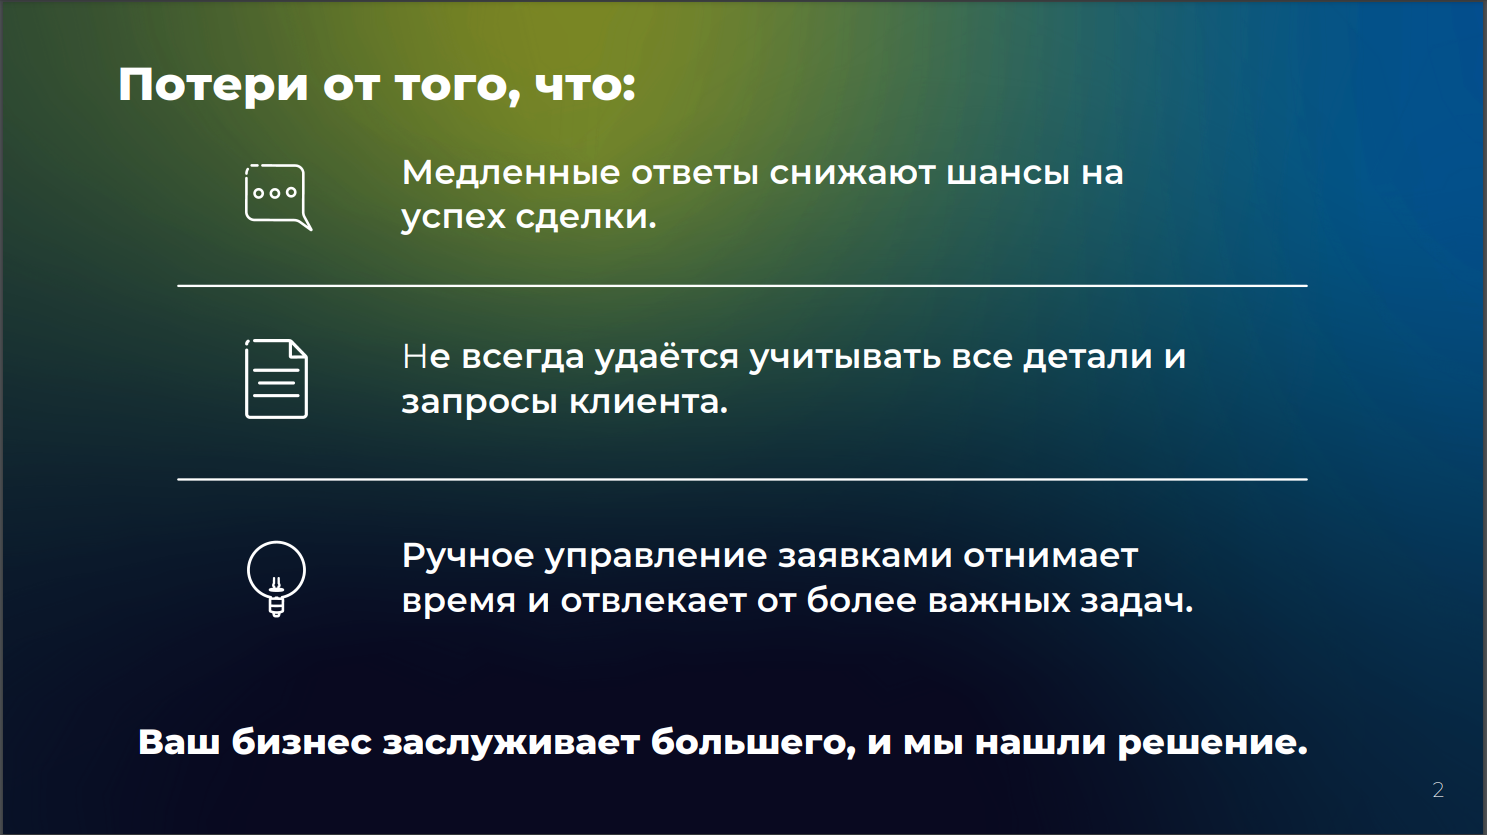 Потери от того, что:
Медленные ответы снижают шансы на
успех сделки.
Не всегда удаётся учитывать все детали и
запросы клиента.
Ручное управление заявками отнимает
время и отвлекает от более важных задач.
Ваш бизнес заслуживает большего, и мы нашли решение.
2